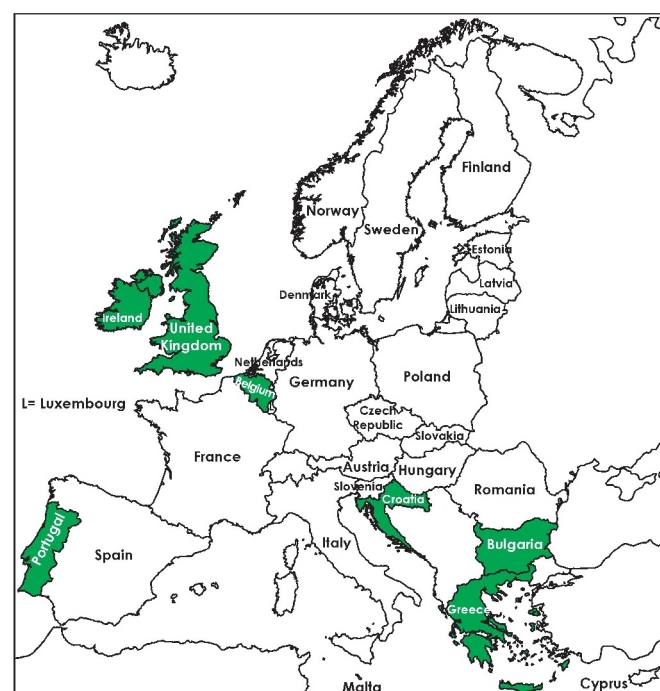 Finland
Norway
Sweden
Estonia
Latvia
Denmark
Lithuania
Ireland
United
Kingdom
Netherlands
Belgium
Germany
Poland
L= Luxembourg
Czech
Republic
Slovakia
France
Austria
Hungary
Slovenia
Croatia
Romania
Portugal
Spain
Italy
Bulgaria
Greece
Malta
Cyprus